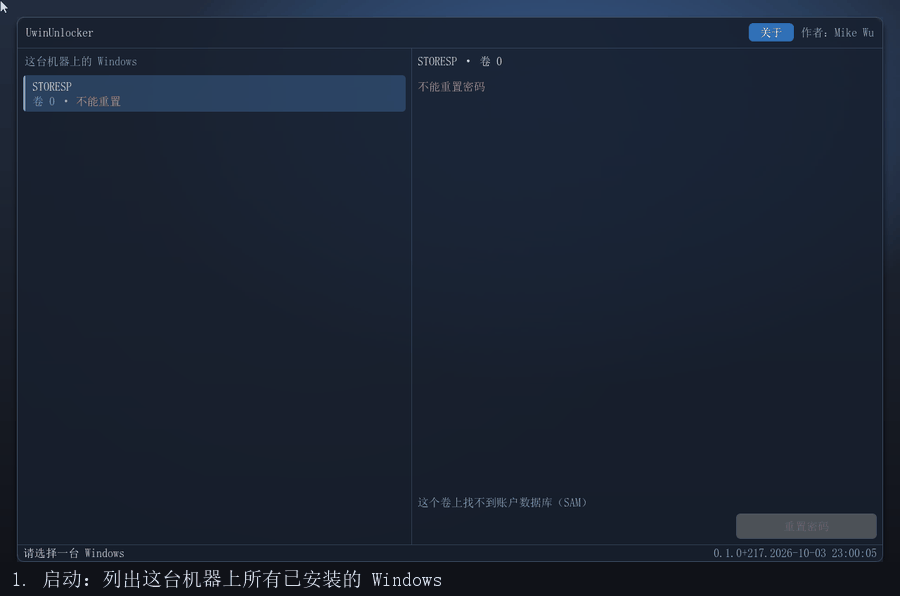 UwinUnlocker
关于 作者: Mike Wu
这台机器上的 Windows
STORESP
卷 0 • 不能重置
STORESP • 卷 0
不能重置密码
这个卷上找不到账户数据库（SAM）
重置密码
请选择一台 Windows
0.1.0+217.2026-10-03 23:00:05
1. 启动: 列出这台机器上所有已安装的 Windows